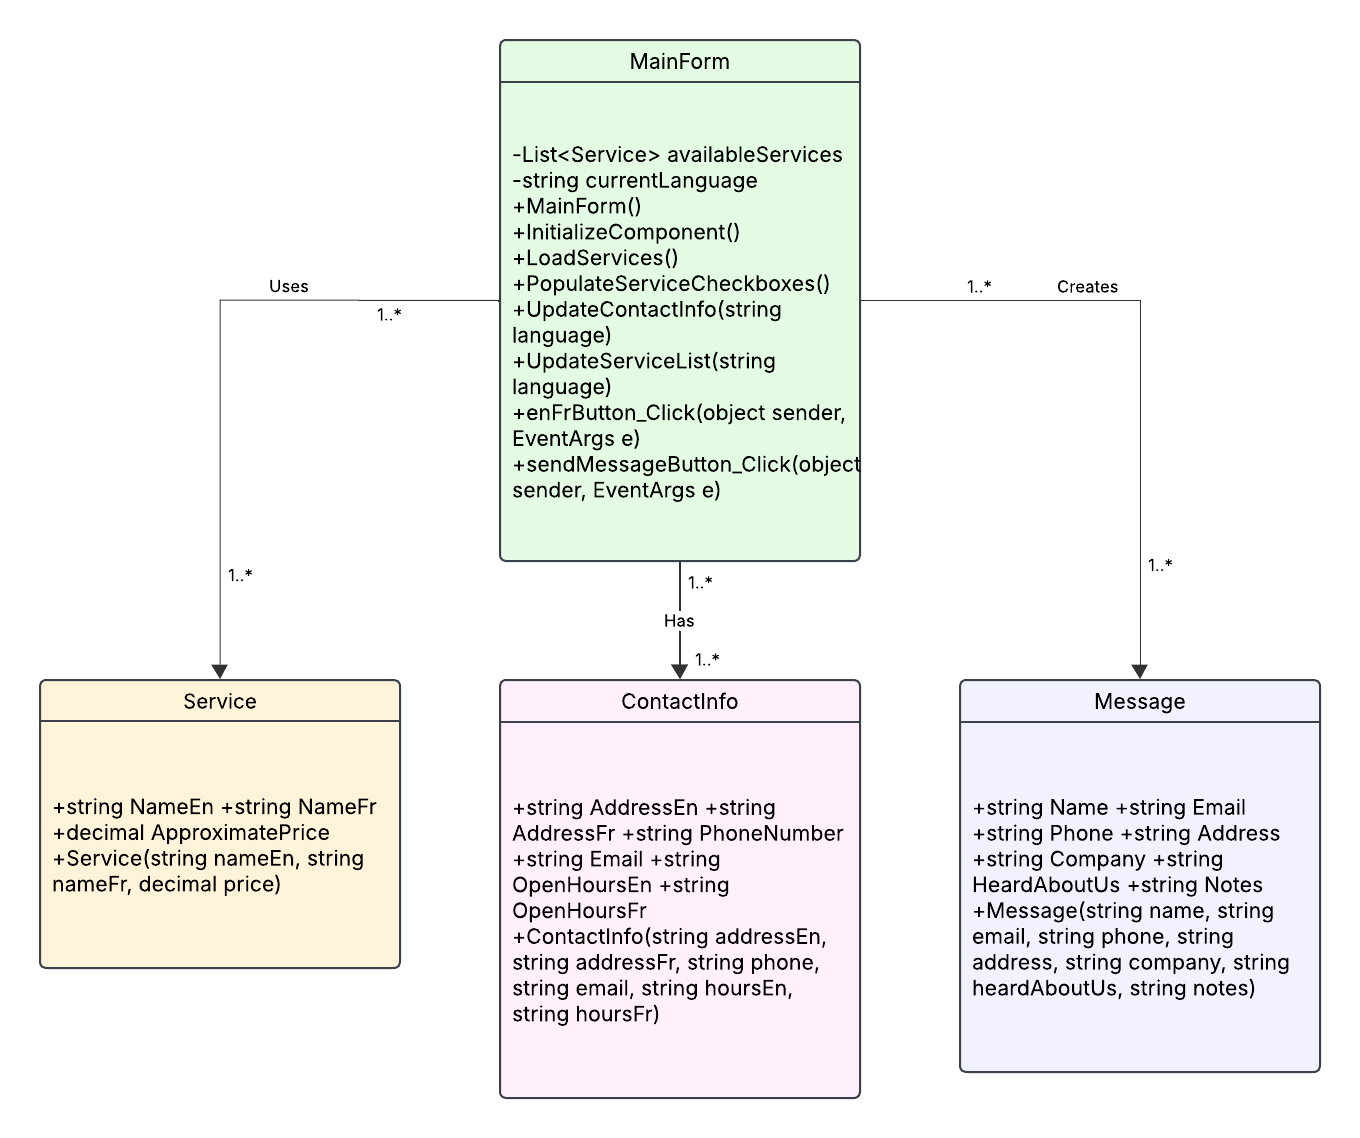 MainForm
-List<Service> availableServices
-string currentLanguage
+MainForm()
+InitializeComponent()
+LoadServices()
+PopulateServiceCheckboxes()
+UpdateContactInfo(string
language)
+UpdateServiceList(string
language)
+enFrButton_Click(object sender,
EventArgs e)
+sendMessageButton_Click(object
sender, EventArgs e)
Uses
1..*
1..*
1..*
Has
1..*
1..*
Creates
1..*
Service
+string NameEn +string NameFr
+decimal ApproximatePrice
+Service(string nameEn, string
nameFr, decimal price)
ContactInfo
+string AddressEn +string
AddressFr +string PhoneNumber
+string Email +string
OpenHoursEn +string
OpenHoursFr
+ContactInfo(string addressEn,
string addressFr, string phone,
string email, string hoursEn,
string hoursFr)
Message
+string Name +string Email
+string Phone +string Address
+string Company +string
HeardAboutUs +string Notes
+Message(string name, string
email, string phone, string
address, string company, string
heardAboutUs, string notes)